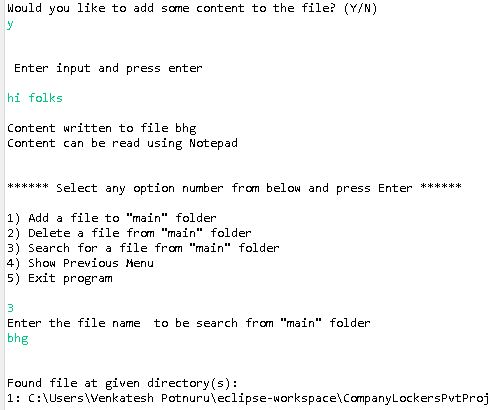 Would you like to add some content to the file? (Y/N)
y
Enter input and press enter
hi folks
Content written to file bhg
Content can be read using Notepad
****** Select any option number from below and press Enter ******
1) Add a file to "main" folder
2) Delete a file from "main" folder
3) Search for a file from "main" folder
4) Show Previous Menu
5) Exit program
3
Enter the file name  to be search from "main" folder
bhg
Found file at given directory(s):
1: C:\Users\Venkatesh Potnuru\eclipse-workspace\CompanyLockersPvtProj